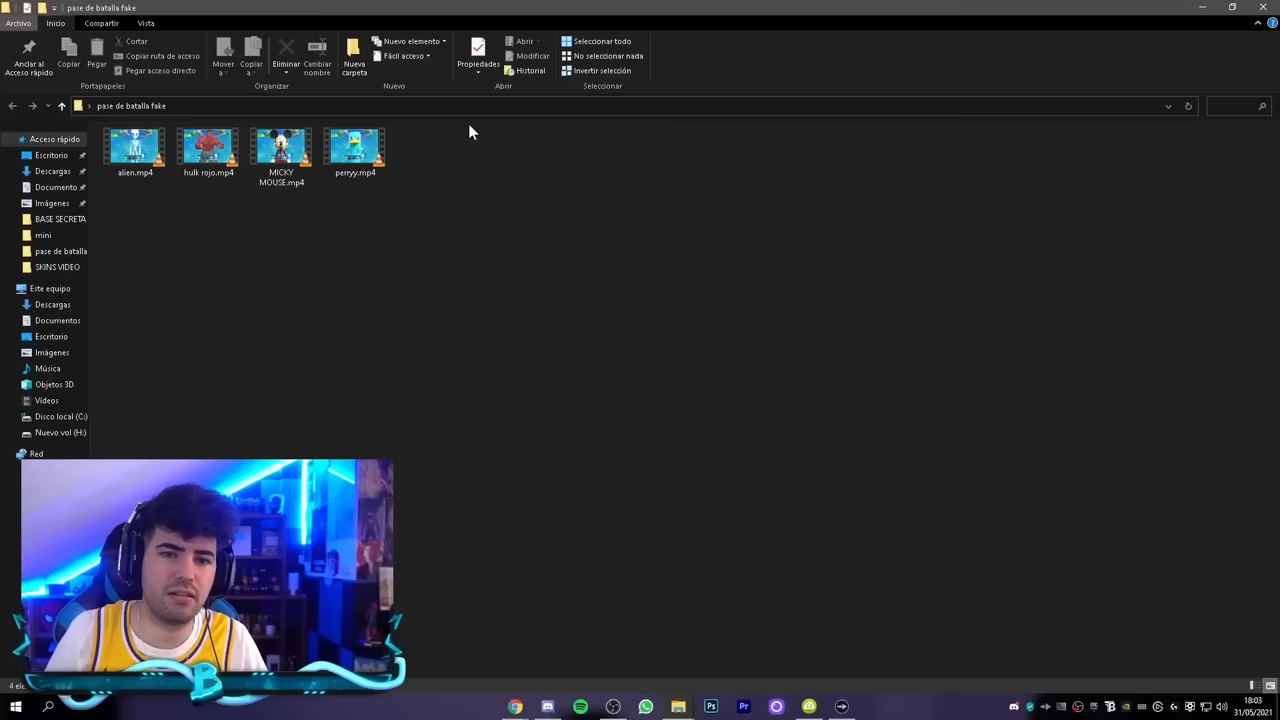 pase de batalla fake
Archivo Inicio Compartir Vista
Anclar al Acceso rápido
Copiar
Pegar
Cortar
Copiar ruta de acceso
Pegar acceso directo
Portapapeles
Mover a
Copiar a
Eliminar
Cambiar nombre
Organizar
Nueva carpeta
Nuevo elemento
Fácil acceso
Nuevo
Propiedades
Abrir
Modificar
Historial
Abrir
Seleccionar todo
No seleccionar nada
Invertir selección
Seleccionar
pase de batalla fake
Acceso rápido
Escritorio
Descargas
Documento
Imágenes
BASE SECRETA
mini
pase de batalla
SKINS VIDEO
Este equipo
Descargas
Documentos
Escritorio
Imágenes
Música
Objetos 3D
Vídeos
Disco local (C:)
Nuevo vol (H:)
Red
alien.mp4
hulk rojo.mp4
MICKY
MOUSE.mp4
perryy.mp4
4 ele
B
Ps
Pr
18:03
31/05/2021